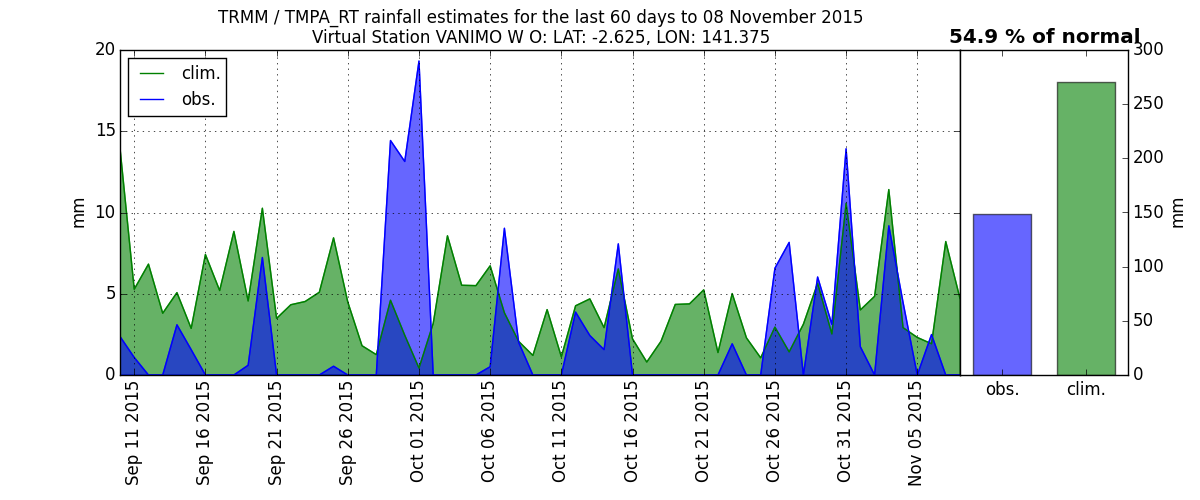 TRMM / TMPA_RT rainfall estimates for the last 60 days to 08 November 2015
Virtual Station VANIMO W O: LAT: -2.625, LON: 141.375
54.9 % of normal
clim.
obs.
mm
20
15
10
5
0
Sep 11 2015
Sep 16 2015
Sep 21 2015
Sep 26 2015
Oct 01 2015
Oct 06 2015
Oct 11 2015
Oct 16 2015
Oct 21 2015
Oct 26 2015
Oct 31 2015
Nov 05 2015
obs.
clim.
300
250
200
150
100
50
0
mm